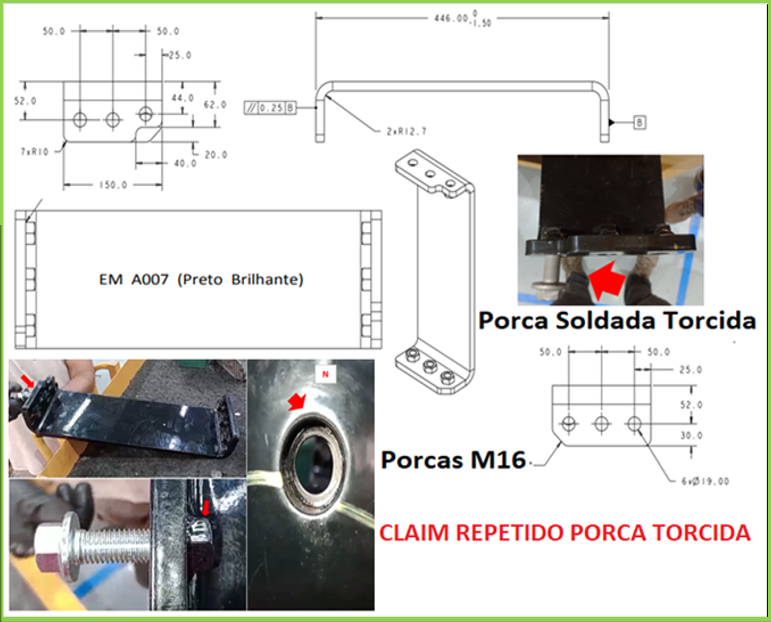 50.0
50.0
25.0
52.0
44.0
62.0
7xR10
20.0
40.0
150.0
446.00 0 -1.50
// 0.25 B
B
2xR12.7
EM A007 (Preto Brilhante)
Porca Soldada Torcida
N
50.0
50.0
25.0
52.0
30.0
Porcas M16
6xØ19.00
CLAIM REPETIDO PORCA TORCIDA